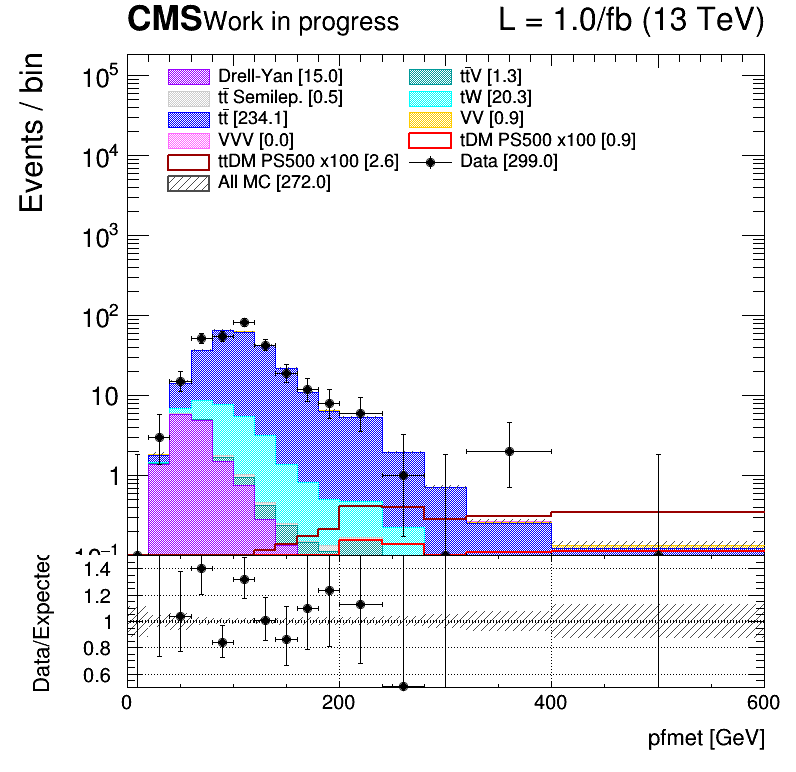 CMS Work in progress L = 1.0/fb (13 TeV)
Events / bin
10⁵
10⁴
10³
10²
10
1
10⁻¹
Drell-Yan [15.0]
tt̄V [1.3]
tt̄ Semilep. [0.5]
tW [20.3]
tt̄ [234.1]
VV [0.9]
VVV [0.0]
tDM PS500 x100 [0.9]
ttDM PS500 x100 [2.6]
Data [299.0]
All MC [272.0]
Data/Expected
1.4
1.2
1
0.8
0.6
0 200 400 600
pfmet [GeV]